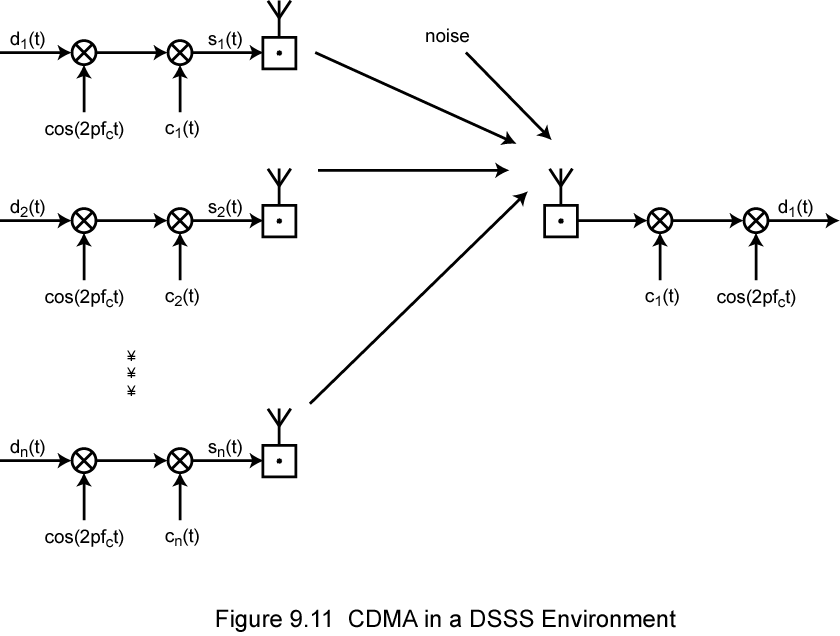 d1(t) s1(t) noise
cos(2pfct) c1(t)
d2(t) s2(t) d1(t)
cos(2pfct) c2(t) c1(t) cos(2pfct)
¥
¥
¥
dn(t) sn(t)
cos(2pfct) cn(t)
Figure 9.11 CDMA in a DSSS Environment